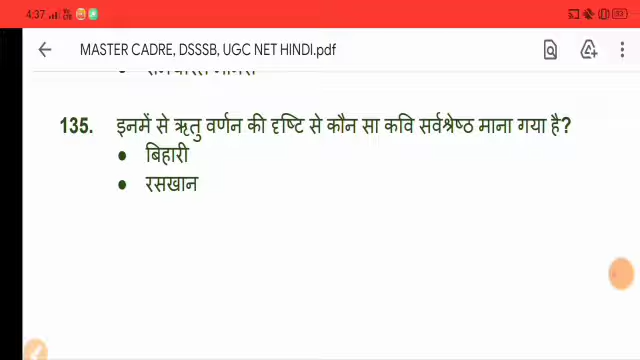 4:37
83
MASTER CADRE, DSSSB, UGC NET HINDI.pdf
135. इनमें से ऋतु वर्णन की दृष्टि से कौन सा कवि सर्वश्रेष्ठ माना गया है?
• बिहारी
• रसखान